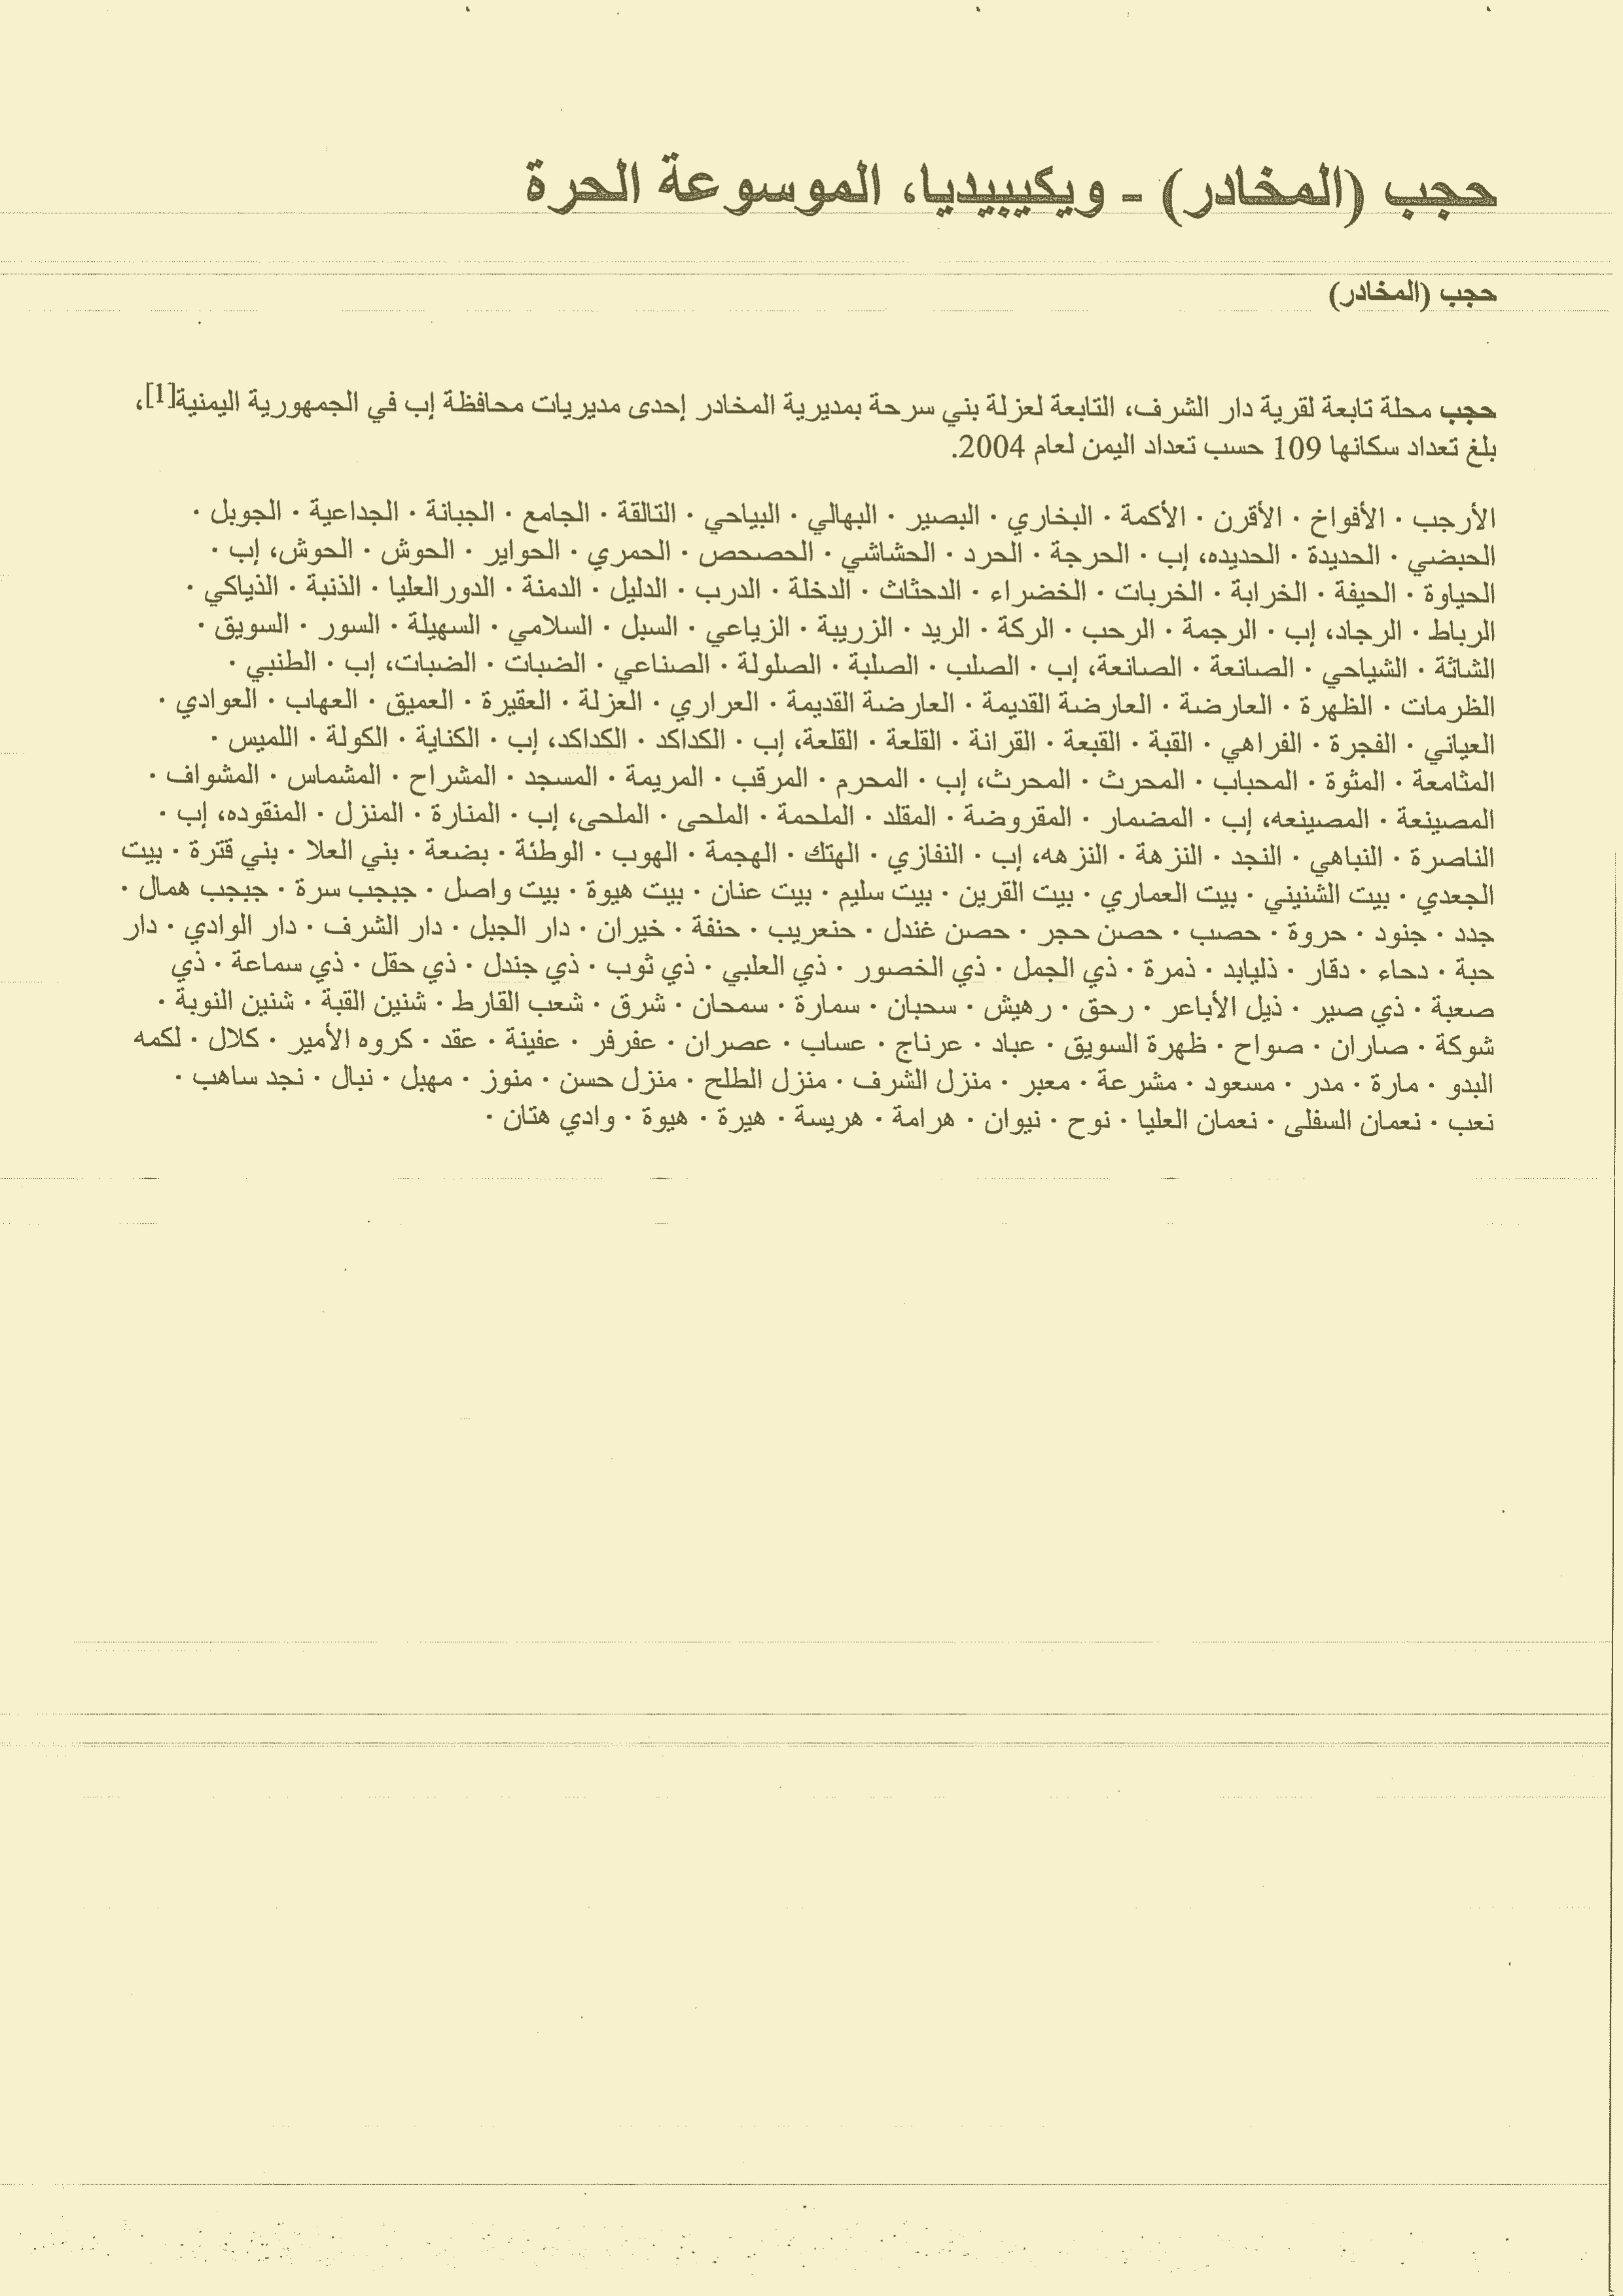 حجب (المخادر) - ويكيبيديا، الموسوعة الحرة
حجب (المخادر)
حجب محلة تابعة لقرية دار الشرف، التابعة لعزلة بني سرحة بمديرية المخادر إحدى مديريات محافظة إب في الجمهورية اليمنية[1]،
بلغ تعداد سكانها 109 حسب تعداد اليمن لعام 2004.
الأرجب · الأفواخ · الأقرن · الأكمة · البخاري · البصير · البهالي · البياحي · التالقة · الجامع · الجبانة · الجداعية · الجوبل ·
الحبضي · الحديدة · الحديده، إب · الحرجة · الحرد · الحشاشي · الحصحص · الحمري · الحواير · الحوش · الحوش، إب ·
الحياوة · الحيفة · الخرابة · الخربات · الخضراء · الدحثاث · الدخلة · الدرب · الدليل · الدمنة · الدورالعليا · الذنبة · الذياكي ·
الرباط · الرجاد، إب · الرجمة · الرحب · الركة · الريد · الزريبة · الزياعي · السبل · السلامي · السهيلة · السور · السويق ·
الشاثة · الشياحي · الصانعة · الصانعة، إب · الصلب · الصلبة · الصلولة · الصناعي · الضبات · الضبات، إب · الطنبي ·
الظرمات · الظهرة · العارضة · العارضة القديمة · العارضة القديمة · العراري · العزلة · العقيرة · العميق · العهاب · العوادي ·
العياني · الفجرة · الفراهي · القبة · القبعة · القرانة · القلعة · القلعة، إب · الكداكد · الكداكد، إب · الكناية · الكولة · اللميس ·
المثامعة · المثوة · المحباب · المحرث · المحرث، إب · المحرم · المرقب · المريمة · المسجد · المشراح · المشماس · المشواف ·
المصينعة · المصينعه، إب · المضمار · المقروضة · المقلد · الملحمة · الملحى · الملحى، إب · المنارة · المنزل · المنقوده، إب ·
الناصرة · النباهي · النجد · النزهة · النزهه، إب · النفازي · الهتك · الهجمة · الهوب · الوطئة · بضعة · بني العلا · بني قترة · بيت
الجعدي · بيت الشنيني · بيت العماري · بيت القرين · بيت سليم · بيت عنان · بيت هيوة · بيت واصل · جبجب سرة · جبجب همال ·
جدد · جنود · حروة · حصب · حصن حجر · حصن غندل · حنعريب · حنفة · خيران · دار الجبل · دار الشرف · دار الوادي · دار
حبة · دحاء · دقار · ذليابد · ذمرة · ذي الجمل · ذي الخصور · ذي العلبي · ذي ثوب · ذي جندل · ذي حقل · ذي سماعة · ذي
صعبة · ذي صير · ذيل الأباعر · رحق · رهيش · سحبان · سمارة · سمحان · شرق · شعب القارط · شنين القبة · شنين النوبة ·
شوكة · صاران · صواح · ظهرة السويق · عباد · عرناج · عساب · عصران · عفرفر · عفينة · عقد · كروه الأمير · كلال · لكمه
البدو · مارة · مدر · مسعود · مشرعة · معبر · منزل الشرف · منزل الطلح · منزل حسن · منوز · مهبل · نبال · نجد ساهب ·
نعب · نعمان السفلى · نعمان العليا · نوح · نيوان · هرامة · هريسة · هيرة · هيوة · وادي هتان ·